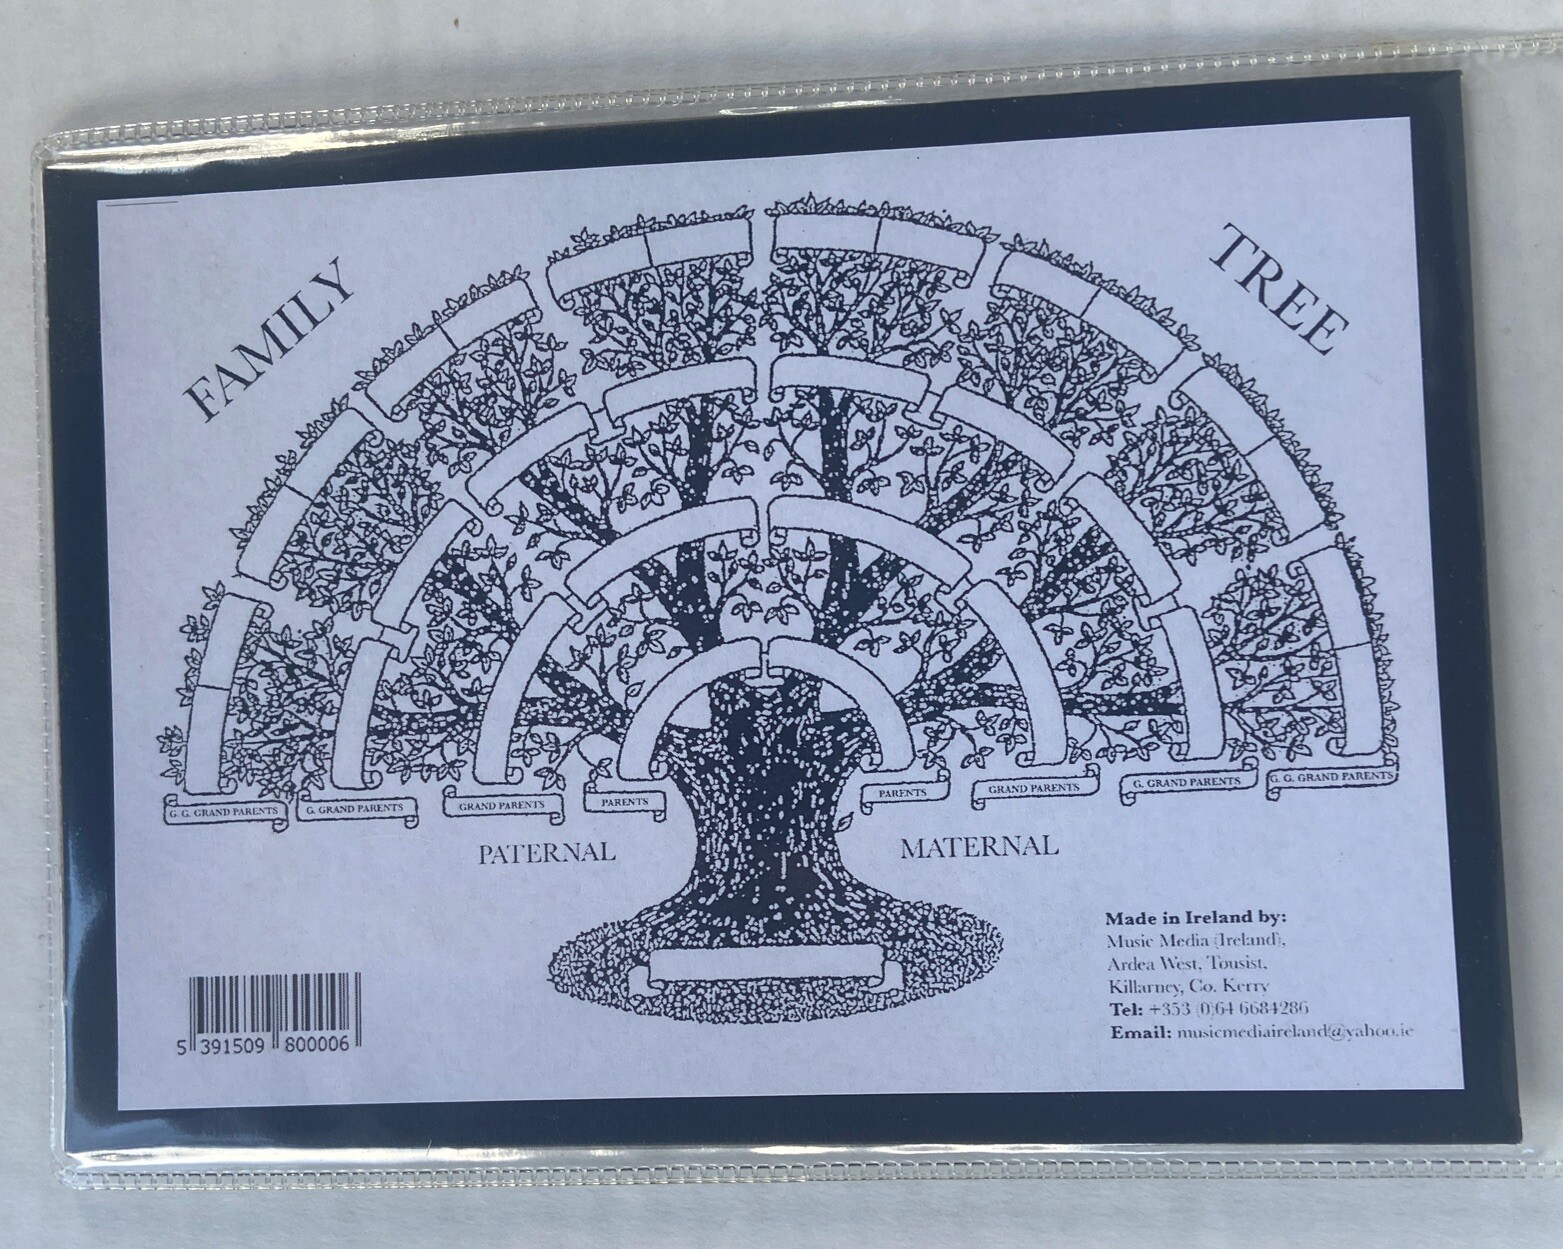 FAMILY TREE
G. G. GRAND PARENTS
G. GRAND PARENTS
GRAND PARENTS
PARENTS
PARENTS
GRAND PARENTS
G. GRAND PARENTS
G. G. GRAND PARENTS
PATERNAL
MATERNAL
Made in Ireland by:
Music Media (Ireland),
Ardea West, Tousist,
Killarney, Co. Kerry
Tel: +353 (0)64 6684286
Email: musicmediaireland@yahoo.ie
5 391509 800006